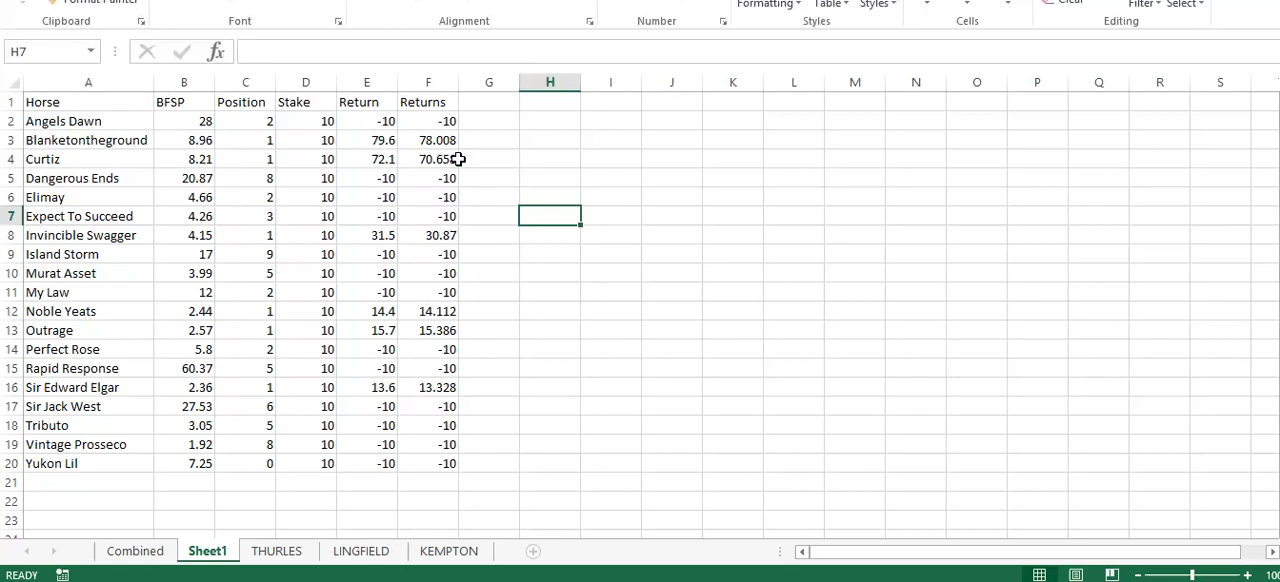 Format Painter Formatting Table Styles Clear Filter Select
Clipboard Font Alignment Number Styles Cells Editing
H7 fx
A B C D E F G H I J K L M N O P Q R S
1 Horse BFSP Position Stake Return Returns
2 Angels Dawn 28 2 10 -10 -10
3 Blanketontheground 8.96 1 10 79.6 78.008
4 Curtiz 8.21 1 10 72.1
5 Dangerous Ends 20.87 8 10 -10 -10
6 Elimay 4.66 2 10 -10 -10
7 Expect To Succeed 4.26 3 10 -10 -10
8 Invincible Swagger 4.15 1 10 31.5 30.87
9 Island Storm 17 9 10 -10 -10
10 Murat Asset 3.99 5 10 -10 -10
11 My Law 12 2 10 -10 -10
12 Noble Yeats 2.44 1 10 14.4 14.112
13 Outrage 2.57 1 10 15.7 15.386
14 Perfect Rose 5.8 2 10 -10 -10
15 Rapid Response 60.37 5 10 -10 -10
16 Sir Edward Elgar 2.36 1 10 13.6 13.328
17 Sir Jack West 27.53 6 10 -10 -10
18 Tributo 3.05 5 10 -10 -10
19 Vintage Prosseco 1.92 8 10 -10 -10
20 Yukon Lil 7.25 0 10 -10 -10
21
22
23
Combined Sheet1 THURLES LINGFIELD KEMPTON
READY